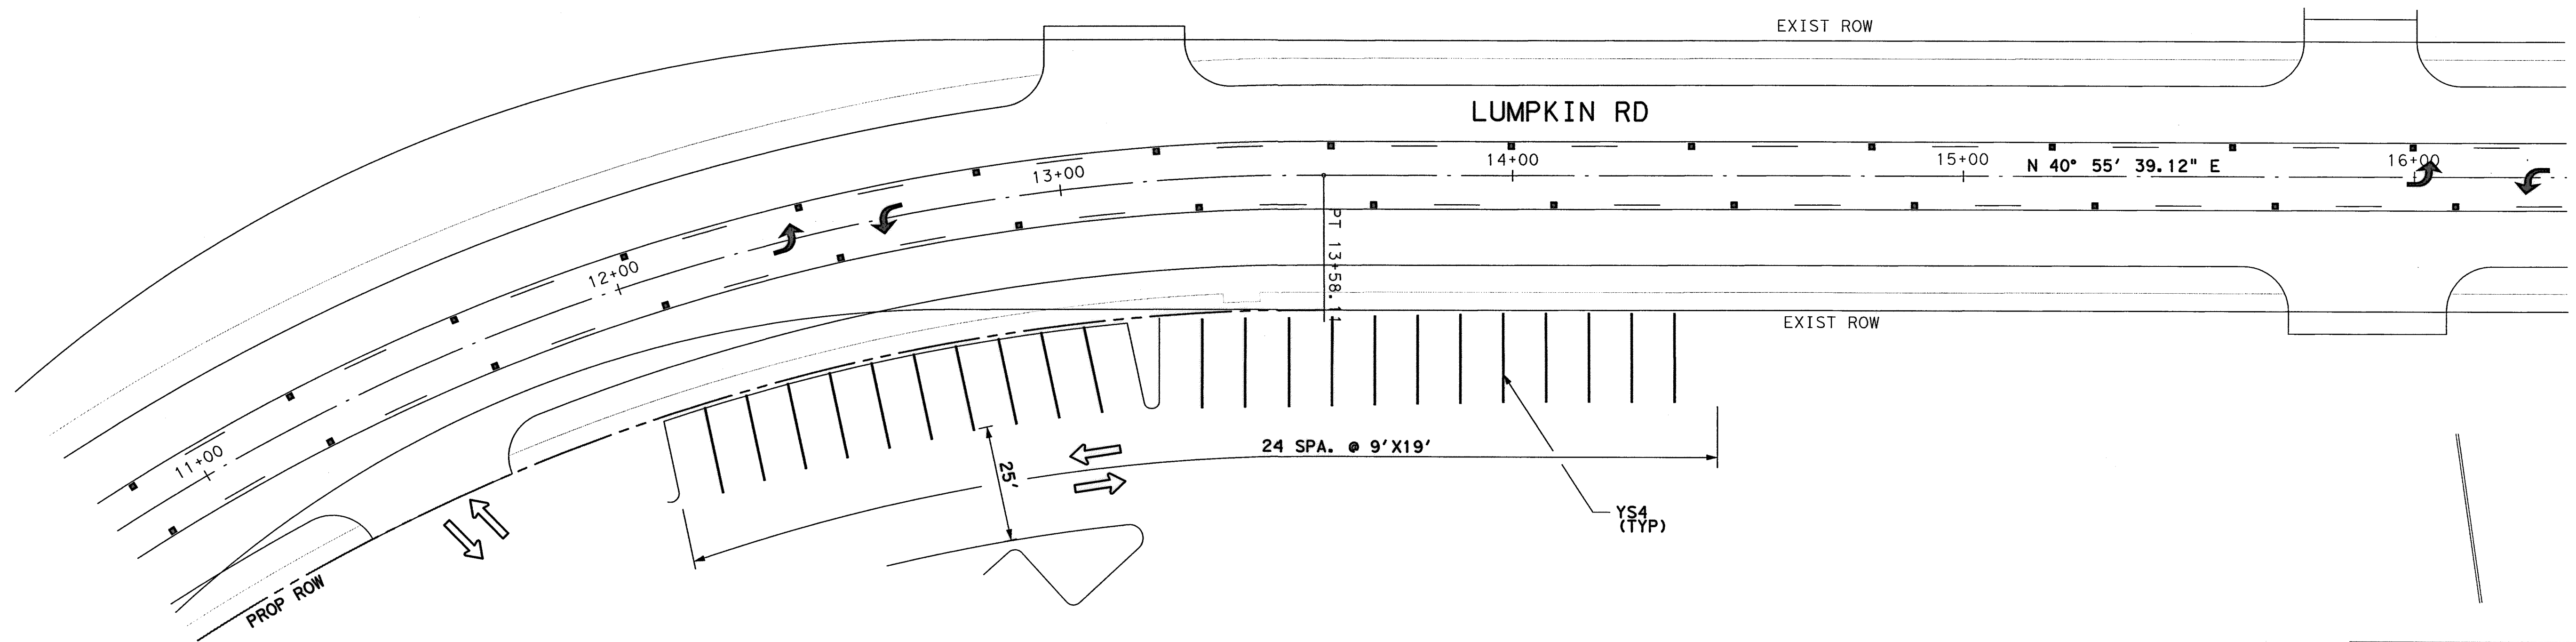 EXIST ROW
LUMPKIN RD
14+00
15+00
N 40° 55' 39.12" E
16+00
13+00
12+00
11+00
PT 13+58.11
EXIST ROW
24 SPA. @ 9'X19'
25'
YS4
(TYP)
PROP ROW